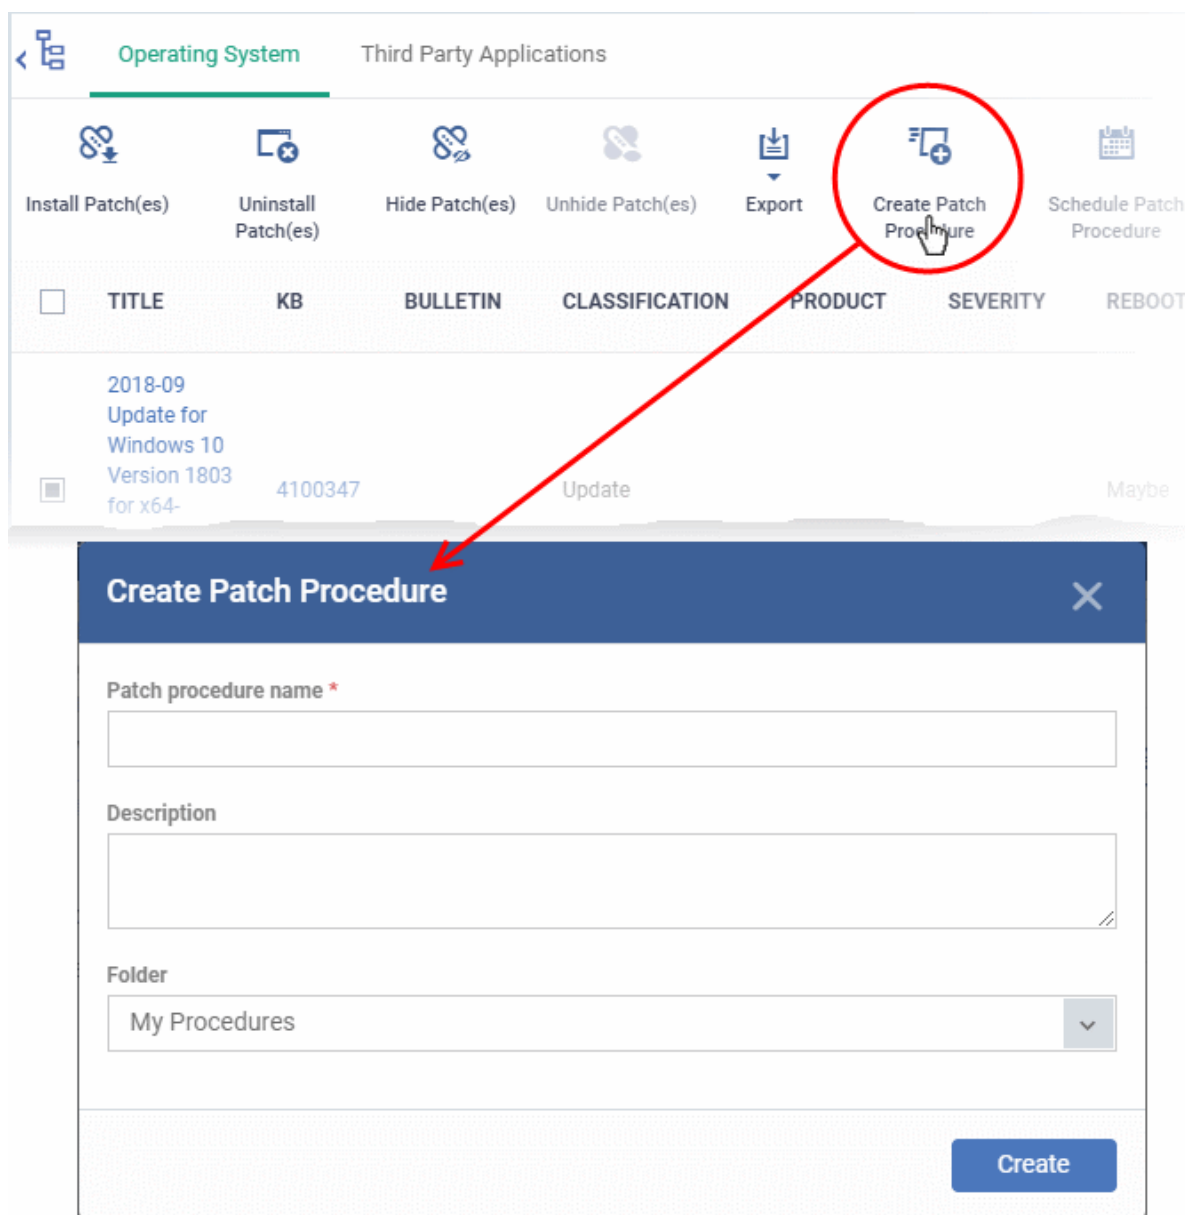 Operating System Third Party Applications
Install Patch(es) Uninstall Patch(es) Hide Patch(es) Unhide Patch(es) Export Create Patch Procedure Schedule Patch Procedure
TITLE KB BULLETIN CLASSIFICATION PRODUCT SEVERITY REBOOT
2018-09
Update for
Windows 10
Version 1803
for x64-
4100347 Update Maybe
Create Patch Procedure
Patch procedure name *
Description
Folder
My Procedures
Create